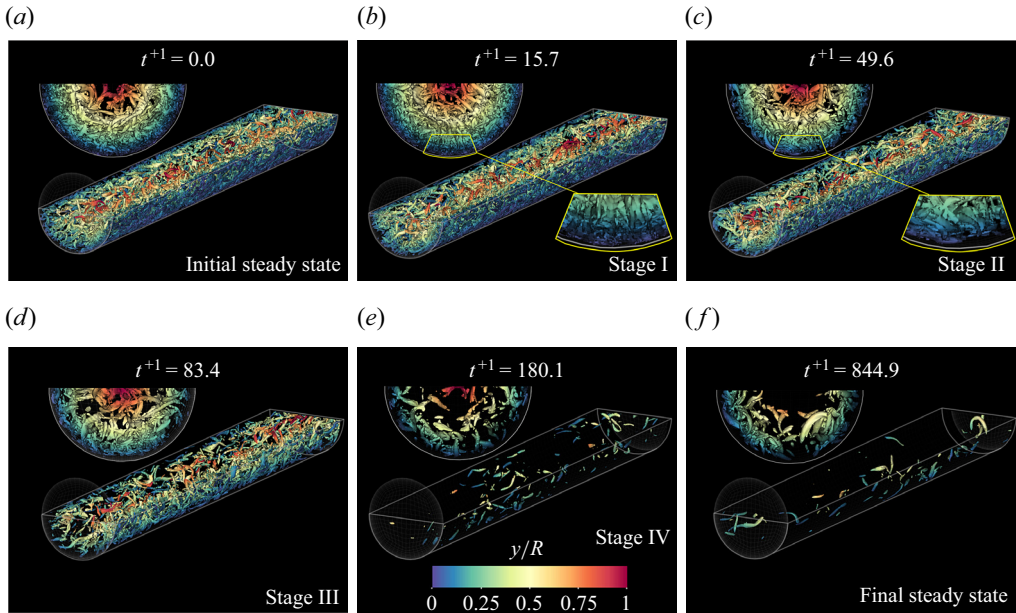 (a)
t⁺¹ = 0.0
Initial steady state
(b)
t⁺¹ = 15.7
Stage I
(c)
t⁺¹ = 49.6
Stage II
(d)
t⁺¹ = 83.4
Stage III
(e)
t⁺¹ = 180.1
Stage IV
y/R
0 0.25 0.50 0.75 1
(f)
t⁺¹ = 844.9
Final steady state